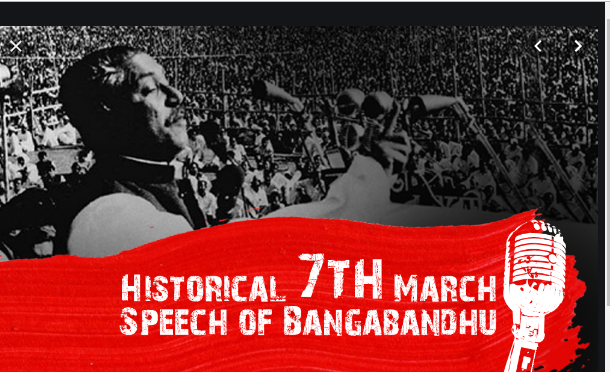 HISTORICAL 7TH MARCH
SPEECH OF BANGABANDHU